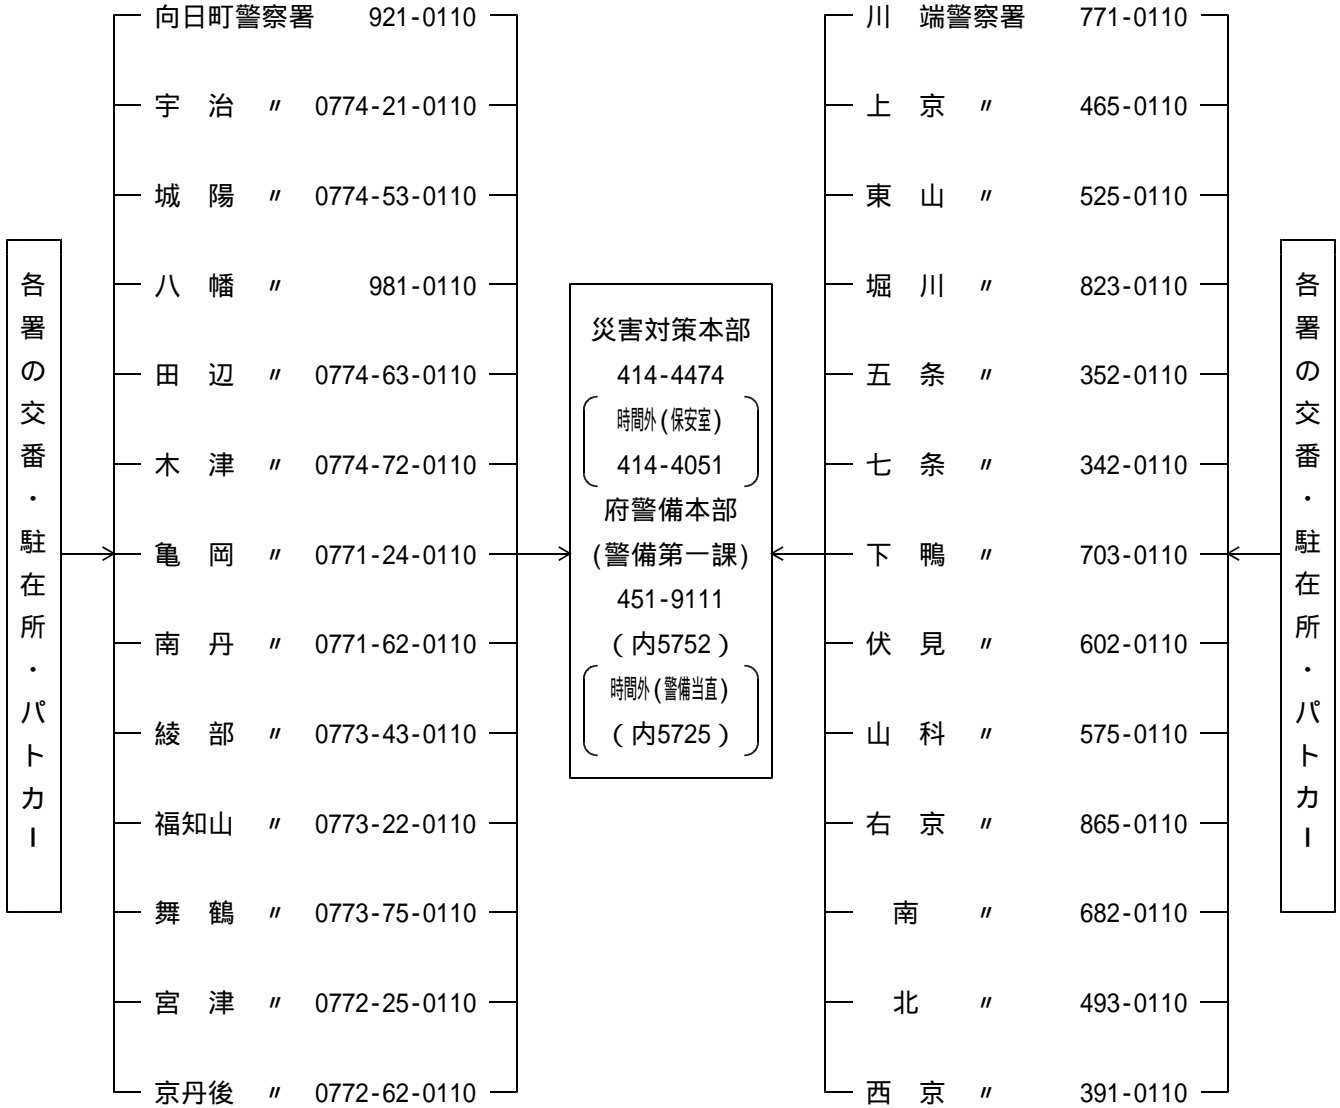 各署の交番・駐在所・パトカー
向日町警察署 921-0110
宇治 〃 0774-21-0110
城陽 〃 0774-53-0110
八幡 〃 981-0110
田辺 〃 0774-63-0110
木津 〃 0774-72-0110
亀岡 〃 0771-24-0110
南丹 〃 0771-62-0110
綾部 〃 0773-43-0110
福知山 〃 0773-22-0110
舞鶴 〃 0773-75-0110
宮津 〃 0772-25-0110
京丹後 〃 0772-62-0110
災害対策本部
414-4474
時間外(保安室)
414-4051
府警備本部
(警備第一課)
451-9111
(内5752)
時間外(警備当直)
(内5725)
川端警察署 771-0110
上京 〃 465-0110
東山 〃 525-0110
堀川 〃 823-0110
五条 〃 352-0110
七条 〃 342-0110
下鴨 〃 703-0110
伏見 〃 602-0110
山科 〃 575-0110
右京 〃 865-0110
南 〃 682-0110
北 〃 493-0110
西京 〃 391-0110
各署の交番・駐在所・パトカー